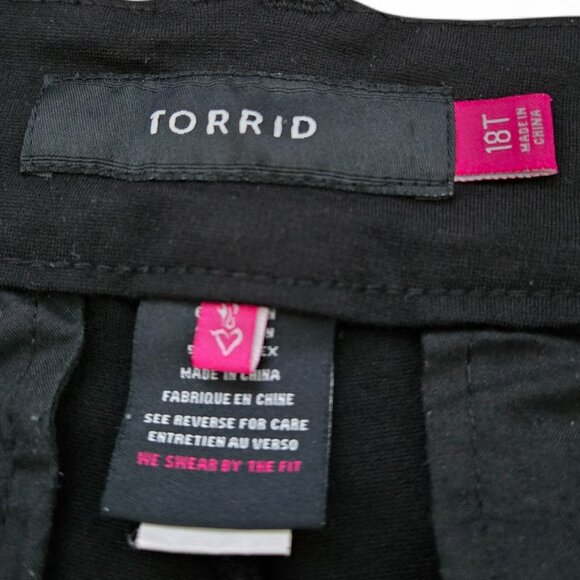 TORRID
18T
MADE IN
CHINA
MADE IN CHINA
FABRIQUE EN CHINE
SEE REVERSE FOR CARE
ENTRETIEN AU VERSO
WE SWEAR BY THE FIT